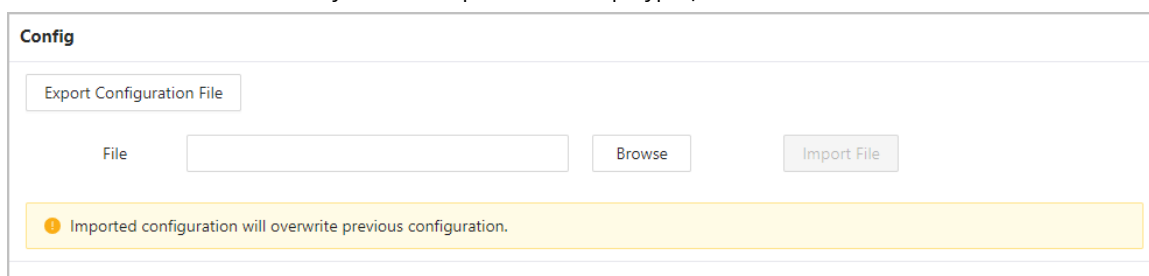 Config
Export Configuration File
File Browse Import File
Imported configuration will overwrite previous configuration.